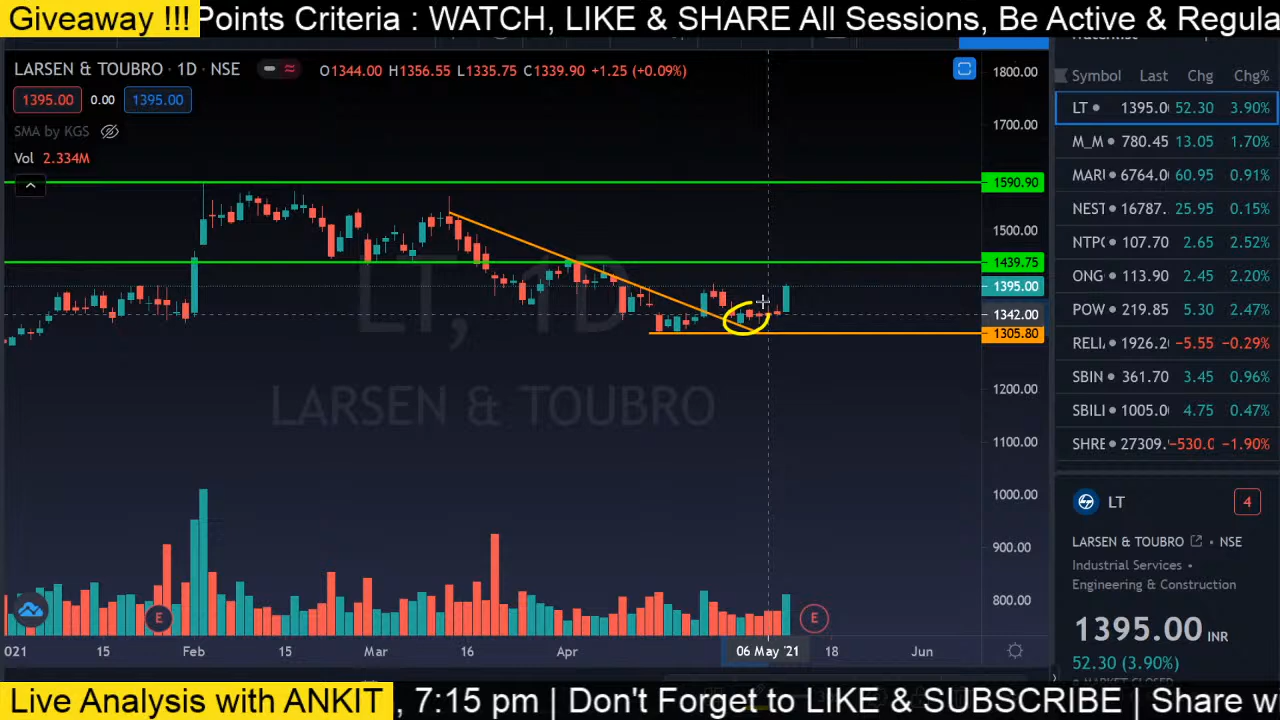 Giveaway !!! Points Criteria : WATCH, LIKE & SHARE All Sessions, Be Active & Regula
LARSEN & TOUBRO · 1D · NSE O1344.00 H1356.55 L1335.75 C1339.90 +1.25 (+0.09%)
1395.00 0.00 1395.00
SMA by KGS
Vol 2.334M
LT, 1D
LARSEN & TOUBRO
1800.00
1700.00
1590.90
1500.00
1439.75
1395.00
1342.00
1305.80
1200.00
1100.00
1000.00
900.00
800.00
E
E
021 Feb 15 Mar 16 Apr 06 May '21 18 Jun
Watchlist
Symbol Last Chg Chg%
LT 1395.0 52.30 3.90%
M_M 780.45 13.05 1.70%
MARI 6764.0 60.95 0.91%
NEST 16787. 25.95 0.15%
NTPC 107.70 2.65 2.52%
ONG 113.90 2.45 2.20%
POW 219.85 5.30 2.47%
RELI 1926.2 −5.55 −0.29%
SBIN 361.70 3.45 0.96%
SBILI 1005.0 4.75 0.47%
SHRE 27309. −530.0 −1.90%
LT 4
LARSEN & TOUBRO • NSE
Industrial Services •
Engineering & Construction
1395.00 INR
52.30 (3.90%)
Live Analysis with ANKIT , 7:15 pm | Don't Forget to LIKE & SUBSCRIBE | Share w